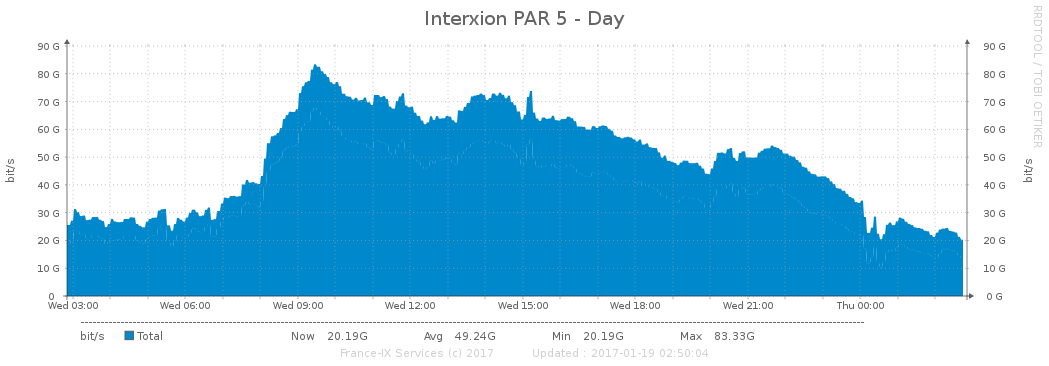 Interxion PAR 5 - Day
RRDTOOL / TOBI OETIKER
90 G 90 G
80 G 80 G
70 G 70 G
60 G 60 G
50 G 50 G
40 G 40 G
30 G 30 G
20 G 20 G
10 G 10 G
0 0 G
bit/s
bit/s
Wed 03:00 Wed 06:00 Wed 09:00 Wed 12:00 Wed 15:00 Wed 18:00 Wed 21:00 Thu 00:00
bit/s Total Now 20.19G Avg 49.24G Min 20.19G Max 83.33G
France-IX Services (c) 2017 Updated : 2017-01-19 02:50:04